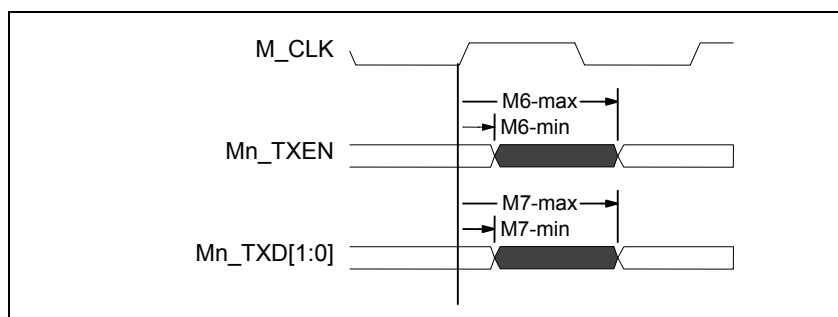 M_CLK
M6-max
M6-min
Mn_TXEN
M7-max
M7-min
Mn_TXD[1:0]